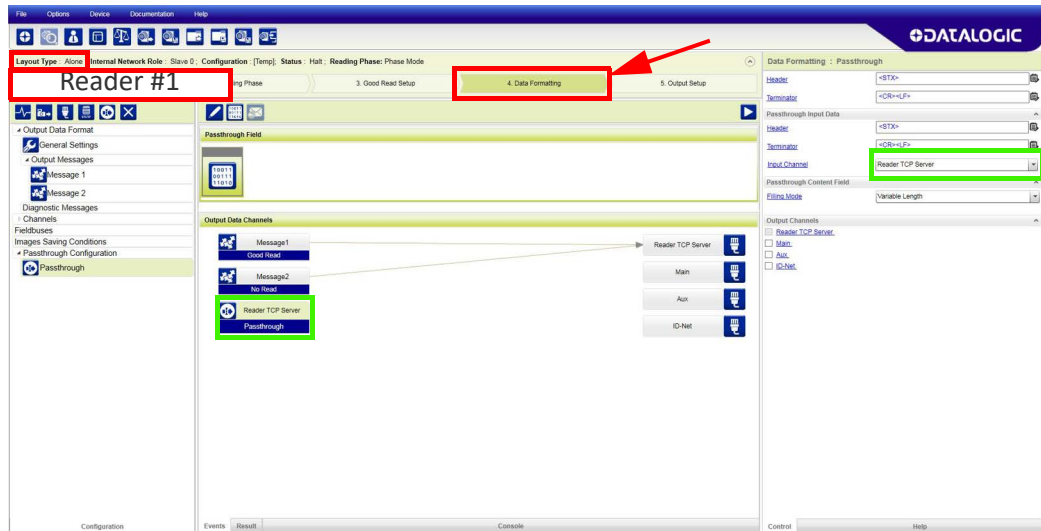 File Options Device Documentation Help
DATALOGIC
Layout Type : Alone Internal Network Role : Slave 0 ; Configuration : [Temp]; Status : Halt ; Reading Phase: Phase Mode
Reader #1
ng Phase
3. Good Read Setup
4. Data Formatting
5. Output Setup
Output Data Format
General Settings
Output Messages
Message 1
Message 2
Diagnostic Messages
Channels
Fieldbuses
Images Saving Conditions
Passthrough Configuration
Passthrough
Configuration
Passthrough Field
10011
00111
11010
Output Data Channels
Message1
Good Read
Message2
No Read
Reader TCP Server
Passthrough
Reader TCP Server
Main
Aux
ID-Net
Events Result Console
Data Formatting : Passthrough
Header <STX>
Terminator <CR><LF>
Passthrough Input Data
Header <STX>
Terminator <CR><LF>
Input Channel Reader TCP Server
Passthrough Content Field
Filling Mode Variable Length
Output Channels
Reader TCP Server
Main
Aux
ID-Net
Control Help